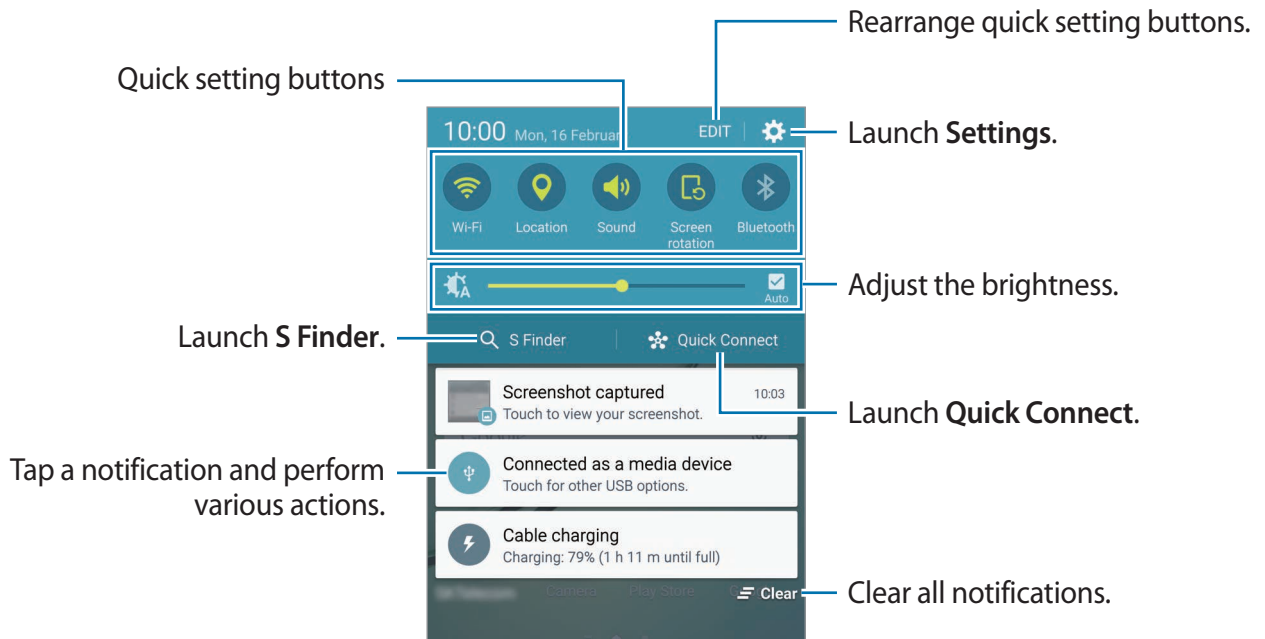 Rearrange quick setting buttons.
Quick setting buttons
10:00 Mon, 16 Februar
EDIT
Launch Settings.
Wi-Fi
Location
Sound
Screen
rotation
Bluetooth
Adjust the brightness.
A
Auto
Launch S Finder.
S Finder
Quick Connect
Screenshot captured
10:03
Touch to view your screenshot.
Launch Quick Connect.
Tap a notification and perform
various actions.
Connected as a media device
Touch for other USB options.
Cable charging
Charging: 79% (1 h 11 m until full)
Camera
Play Store
Clear
Clear all notifications.